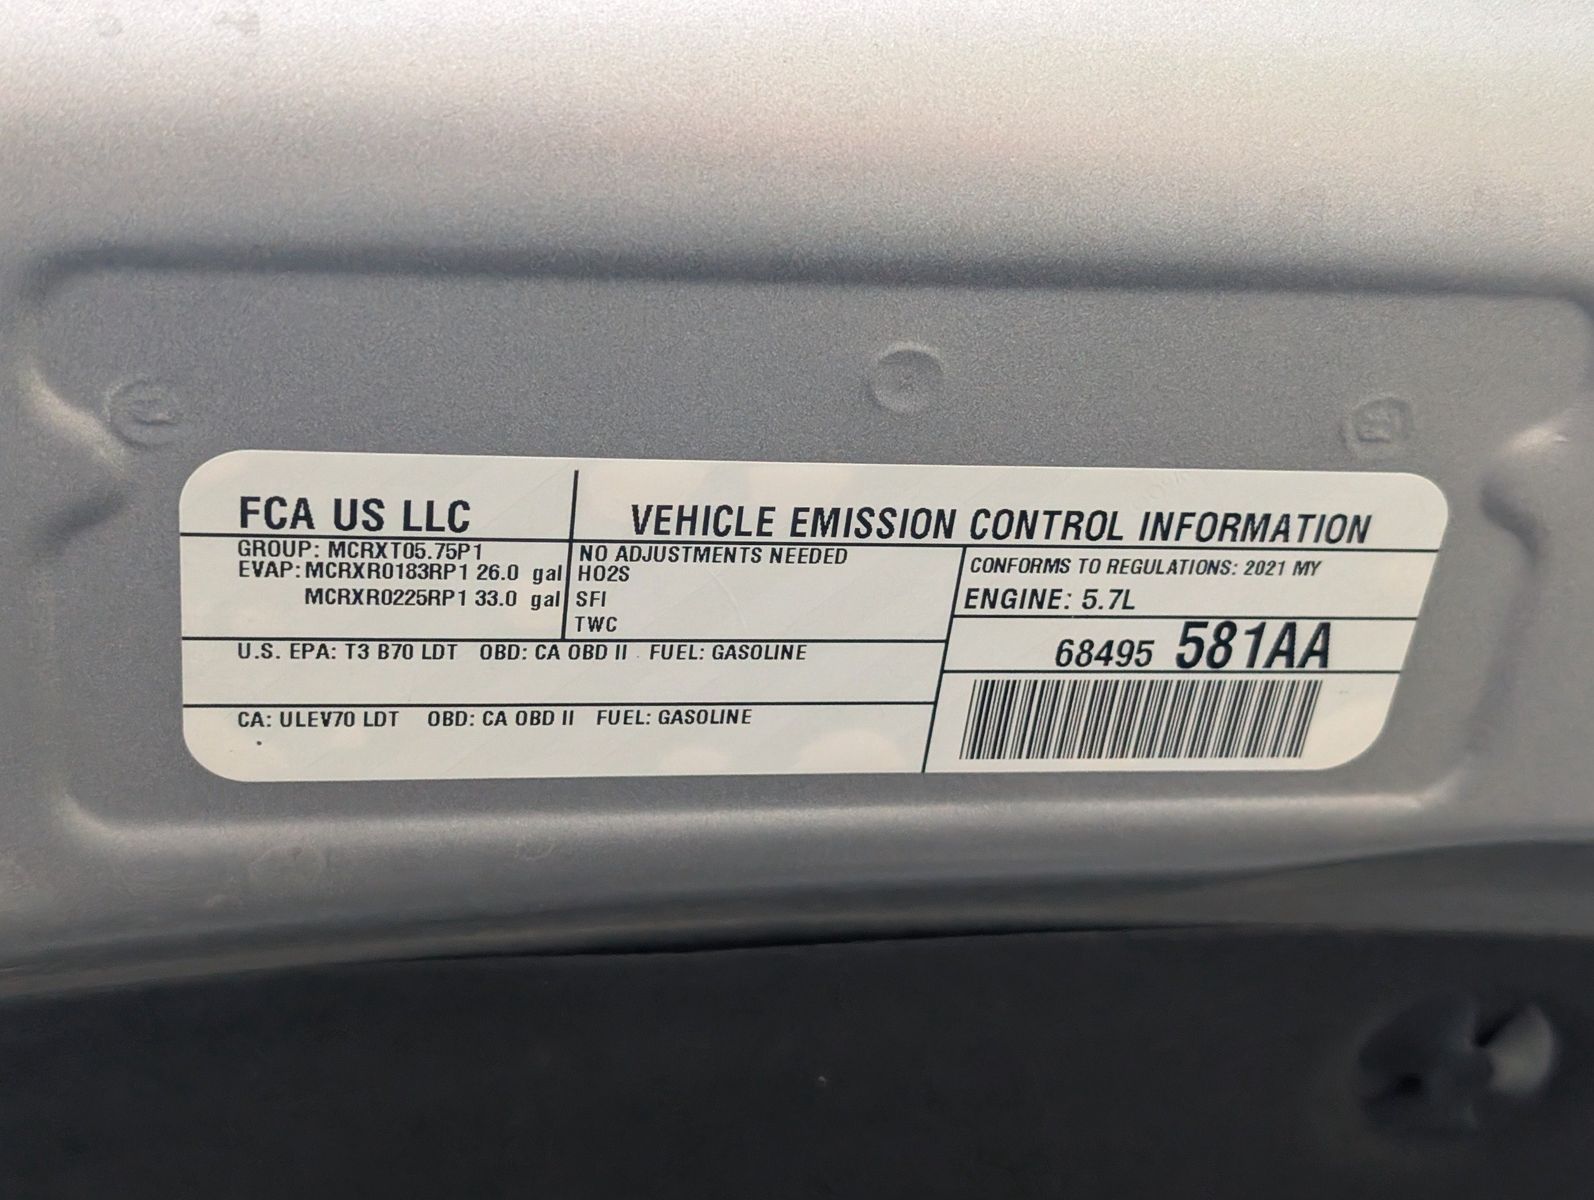 FCA US LLC
VEHICLE EMISSION CONTROL INFORMATION
GROUP: MCRXT05.75P1
EVAP: MCRXR0183RP1 26.0 gal
MCRXR0225RP1 33.0 gal
NO ADJUSTMENTS NEEDED
HO2S
SFI
TWC
CONFORMS TO REGULATIONS: 2021 MY
ENGINE: 5.7L
68495 581AA
U.S. EPA: T3 B70 LDT OBD: CA OBD II FUEL: GASOLINE
CA: ULEV70 LDT OBD: CA OBD II FUEL: GASOLINE